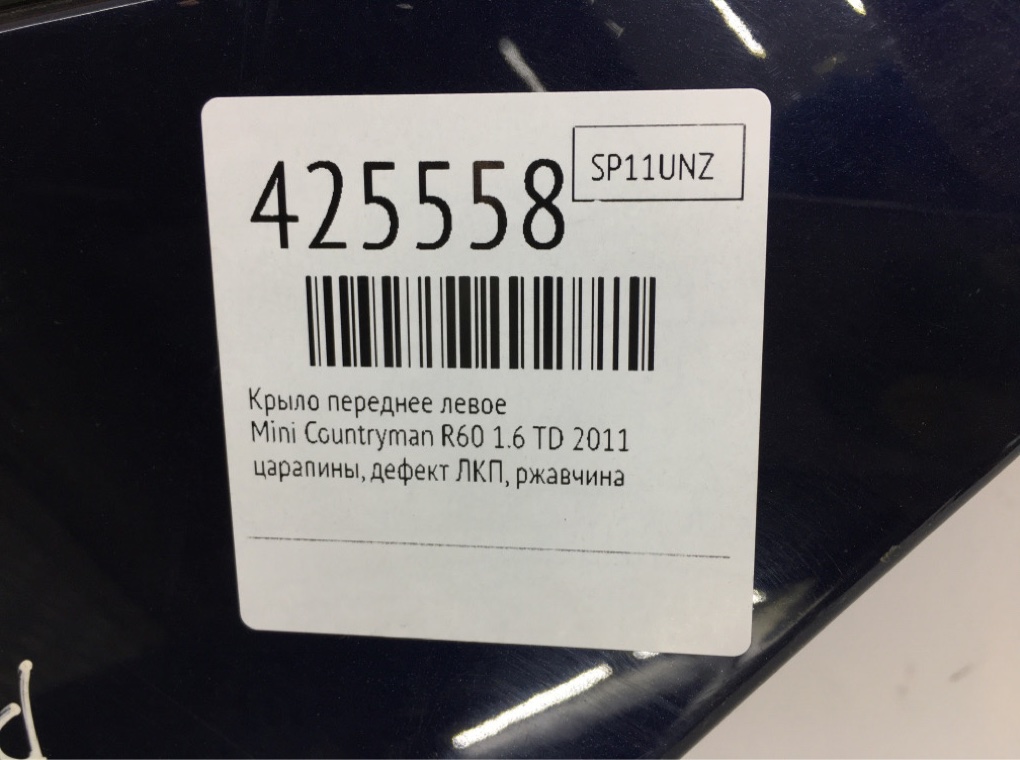 SP11UNZ
425558
Крыло переднее левое
Mini Countryman R60 1.6 TD 2011
царапины, дефект ЛКП, ржавчина